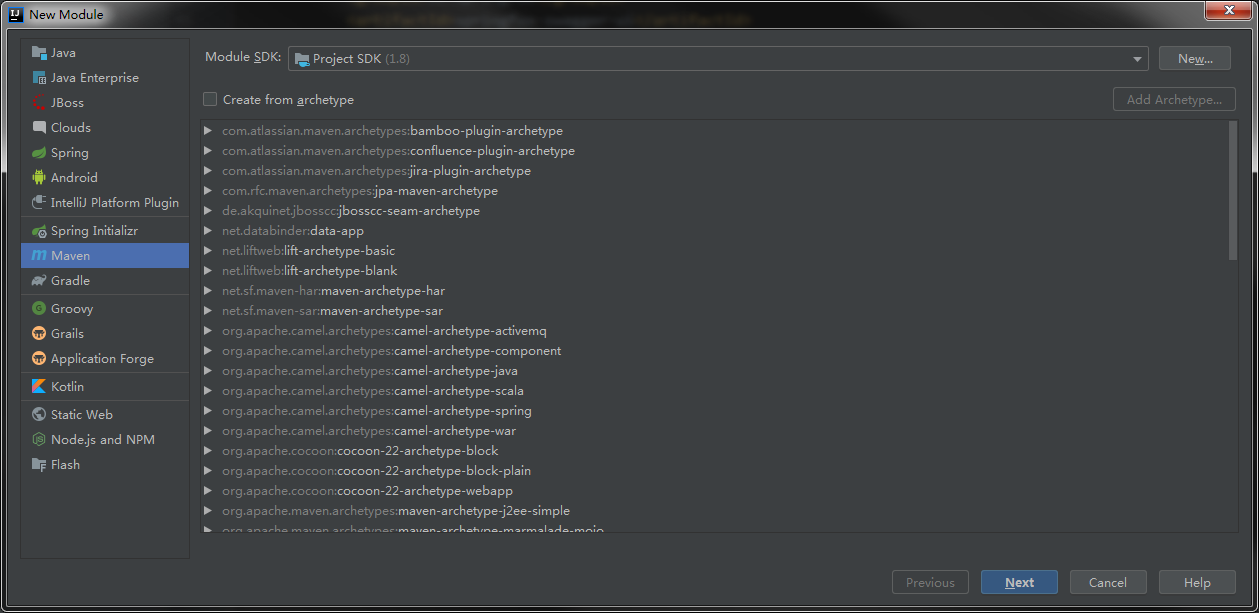 New Module
Java
Java Enterprise
JBoss
Clouds
Spring
Android
IntelliJ Platform Plugin
Spring Initializr
Maven
Gradle
Groovy
Grails
Application Forge
Kotlin
Static Web
Node.js and NPM
Flash
Module SDK: Project SDK (1.8) New...
Create from archetype Add Archetype...
com.atlassian.maven.archetypes:bamboo-plugin-archetype
com.atlassian.maven.archetypes:confluence-plugin-archetype
com.atlassian.maven.archetypes:jira-plugin-archetype
com.rfc.maven.archetypes:jpa-maven-archetype
de.akquinet.jbosscc:jbosscc-seam-archetype
net.databinder:data-app
net.liftweb:lift-archetype-basic
net.liftweb:lift-archetype-blank
net.sf.maven-har:maven-archetype-har
net.sf.maven-sar:maven-archetype-sar
org.apache.camel.archetypes:camel-archetype-activemq
org.apache.camel.archetypes:camel-archetype-component
org.apache.camel.archetypes:camel-archetype-java
org.apache.camel.archetypes:camel-archetype-scala
org.apache.camel.archetypes:camel-archetype-spring
org.apache.camel.archetypes:camel-archetype-war
org.apache.cocoon:cocoon-22-archetype-block
org.apache.cocoon:cocoon-22-archetype-block-plain
org.apache.cocoon:cocoon-22-archetype-webapp
org.apache.maven.archetypes:maven-archetype-j2ee-simple
org.apache.maven.archetypes:maven-archetype-marmalade-mojo
Previous Next Cancel Help